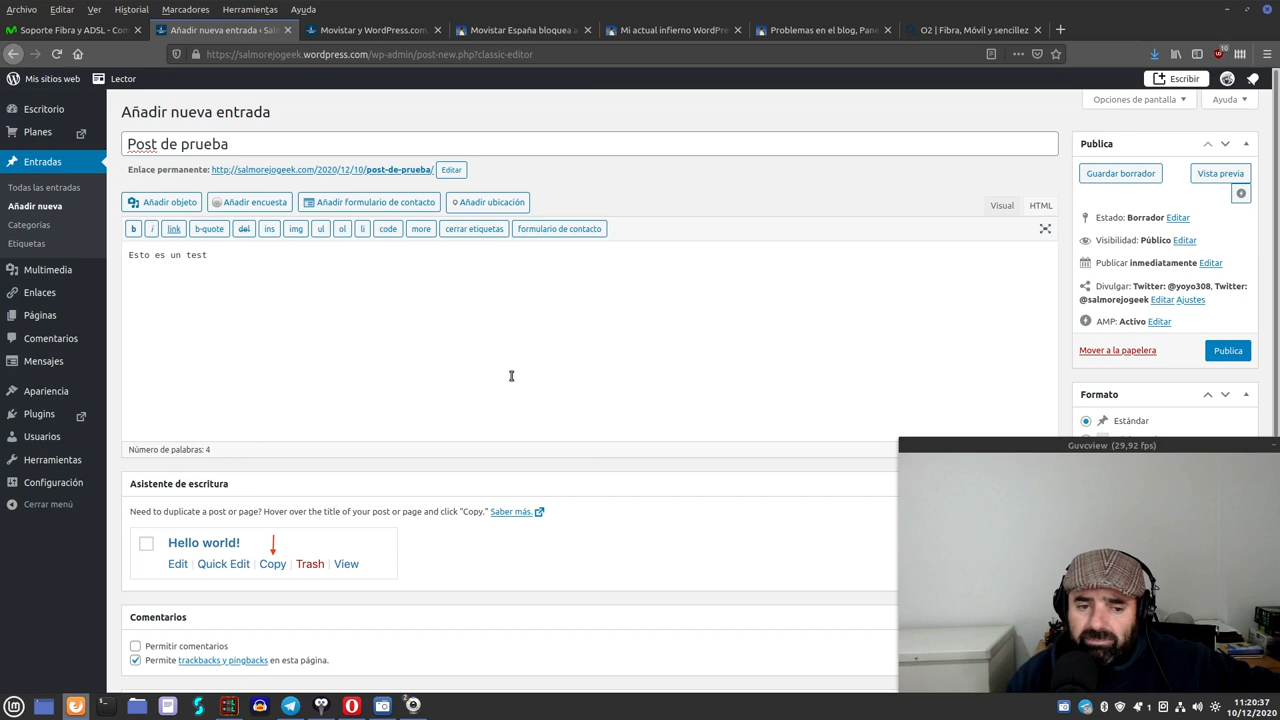 Archivo Editar Ver Historial Marcadores Herramientas Ayuda
Soporte Fibra y ADSL - Com
Añadir nueva entrada ‹ Sal
Movistar y WordPress.com,
Movistar España bloquea a
Mi actual infierno WordPre
Problemas en el blog, Pane
O2 | Fibra, Móvil y sencillez
https://salmorejogeek.wordpress.com/wp-admin/post-new.php?classic-editor
10
Mis sitios web
Lector
Escribir
Escritorio
Planes
Entradas
Todas las entradas
Añadir nueva
Categorías
Etiquetas
Multimedia
Enlaces
Páginas
Comentarios
Mensajes
Apariencia
Plugins
Usuarios
Herramientas
Configuración
Cerrar menú
Opciones de pantalla
Ayuda
Añadir nueva entrada
Post de prueba
Enlace permanente: http://salmorejogeek.com/2020/12/10/post-de-prueba/ Editar
Añadir objeto
Añadir encuesta
Añadir formulario de contacto
Añadir ubicación
Visual
HTML
b i link b-quote del ins img ul ol li code more cerrar etiquetas formulario de contacto
Esto es un test
Número de palabras: 4
Asistente de escritura
Need to duplicate a post or page? Hover over the title of your post or page and click "Copy." Saber más.
Hello world!
Edit | Quick Edit | Copy | Trash | View
Comentarios
Permitir comentarios
Permite trackbacks y pingbacks en esta página.
Publica
Guardar borrador
Vista previa
Estado: Borrador Editar
Visibilidad: Público Editar
Publicar inmediatamente Editar
Divulgar: Twitter: @yoyo308, Twitter:
@salmorejogeek Editar Ajustes
AMP: Activo Editar
Mover a la papelera
Publica
Formato
Estándar
Guvcview (29,92 fps)
2
1
11:20:37
10/12/2020